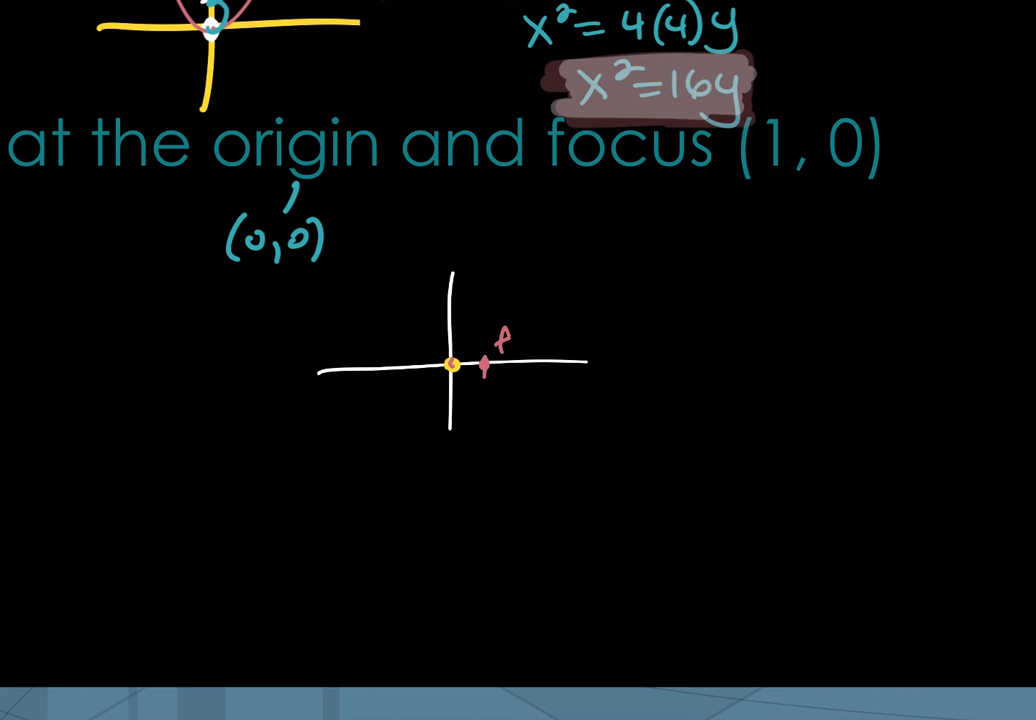 x² = 4(4)y
x² = 16y
at the origin and focus (1, 0)
(0,0)